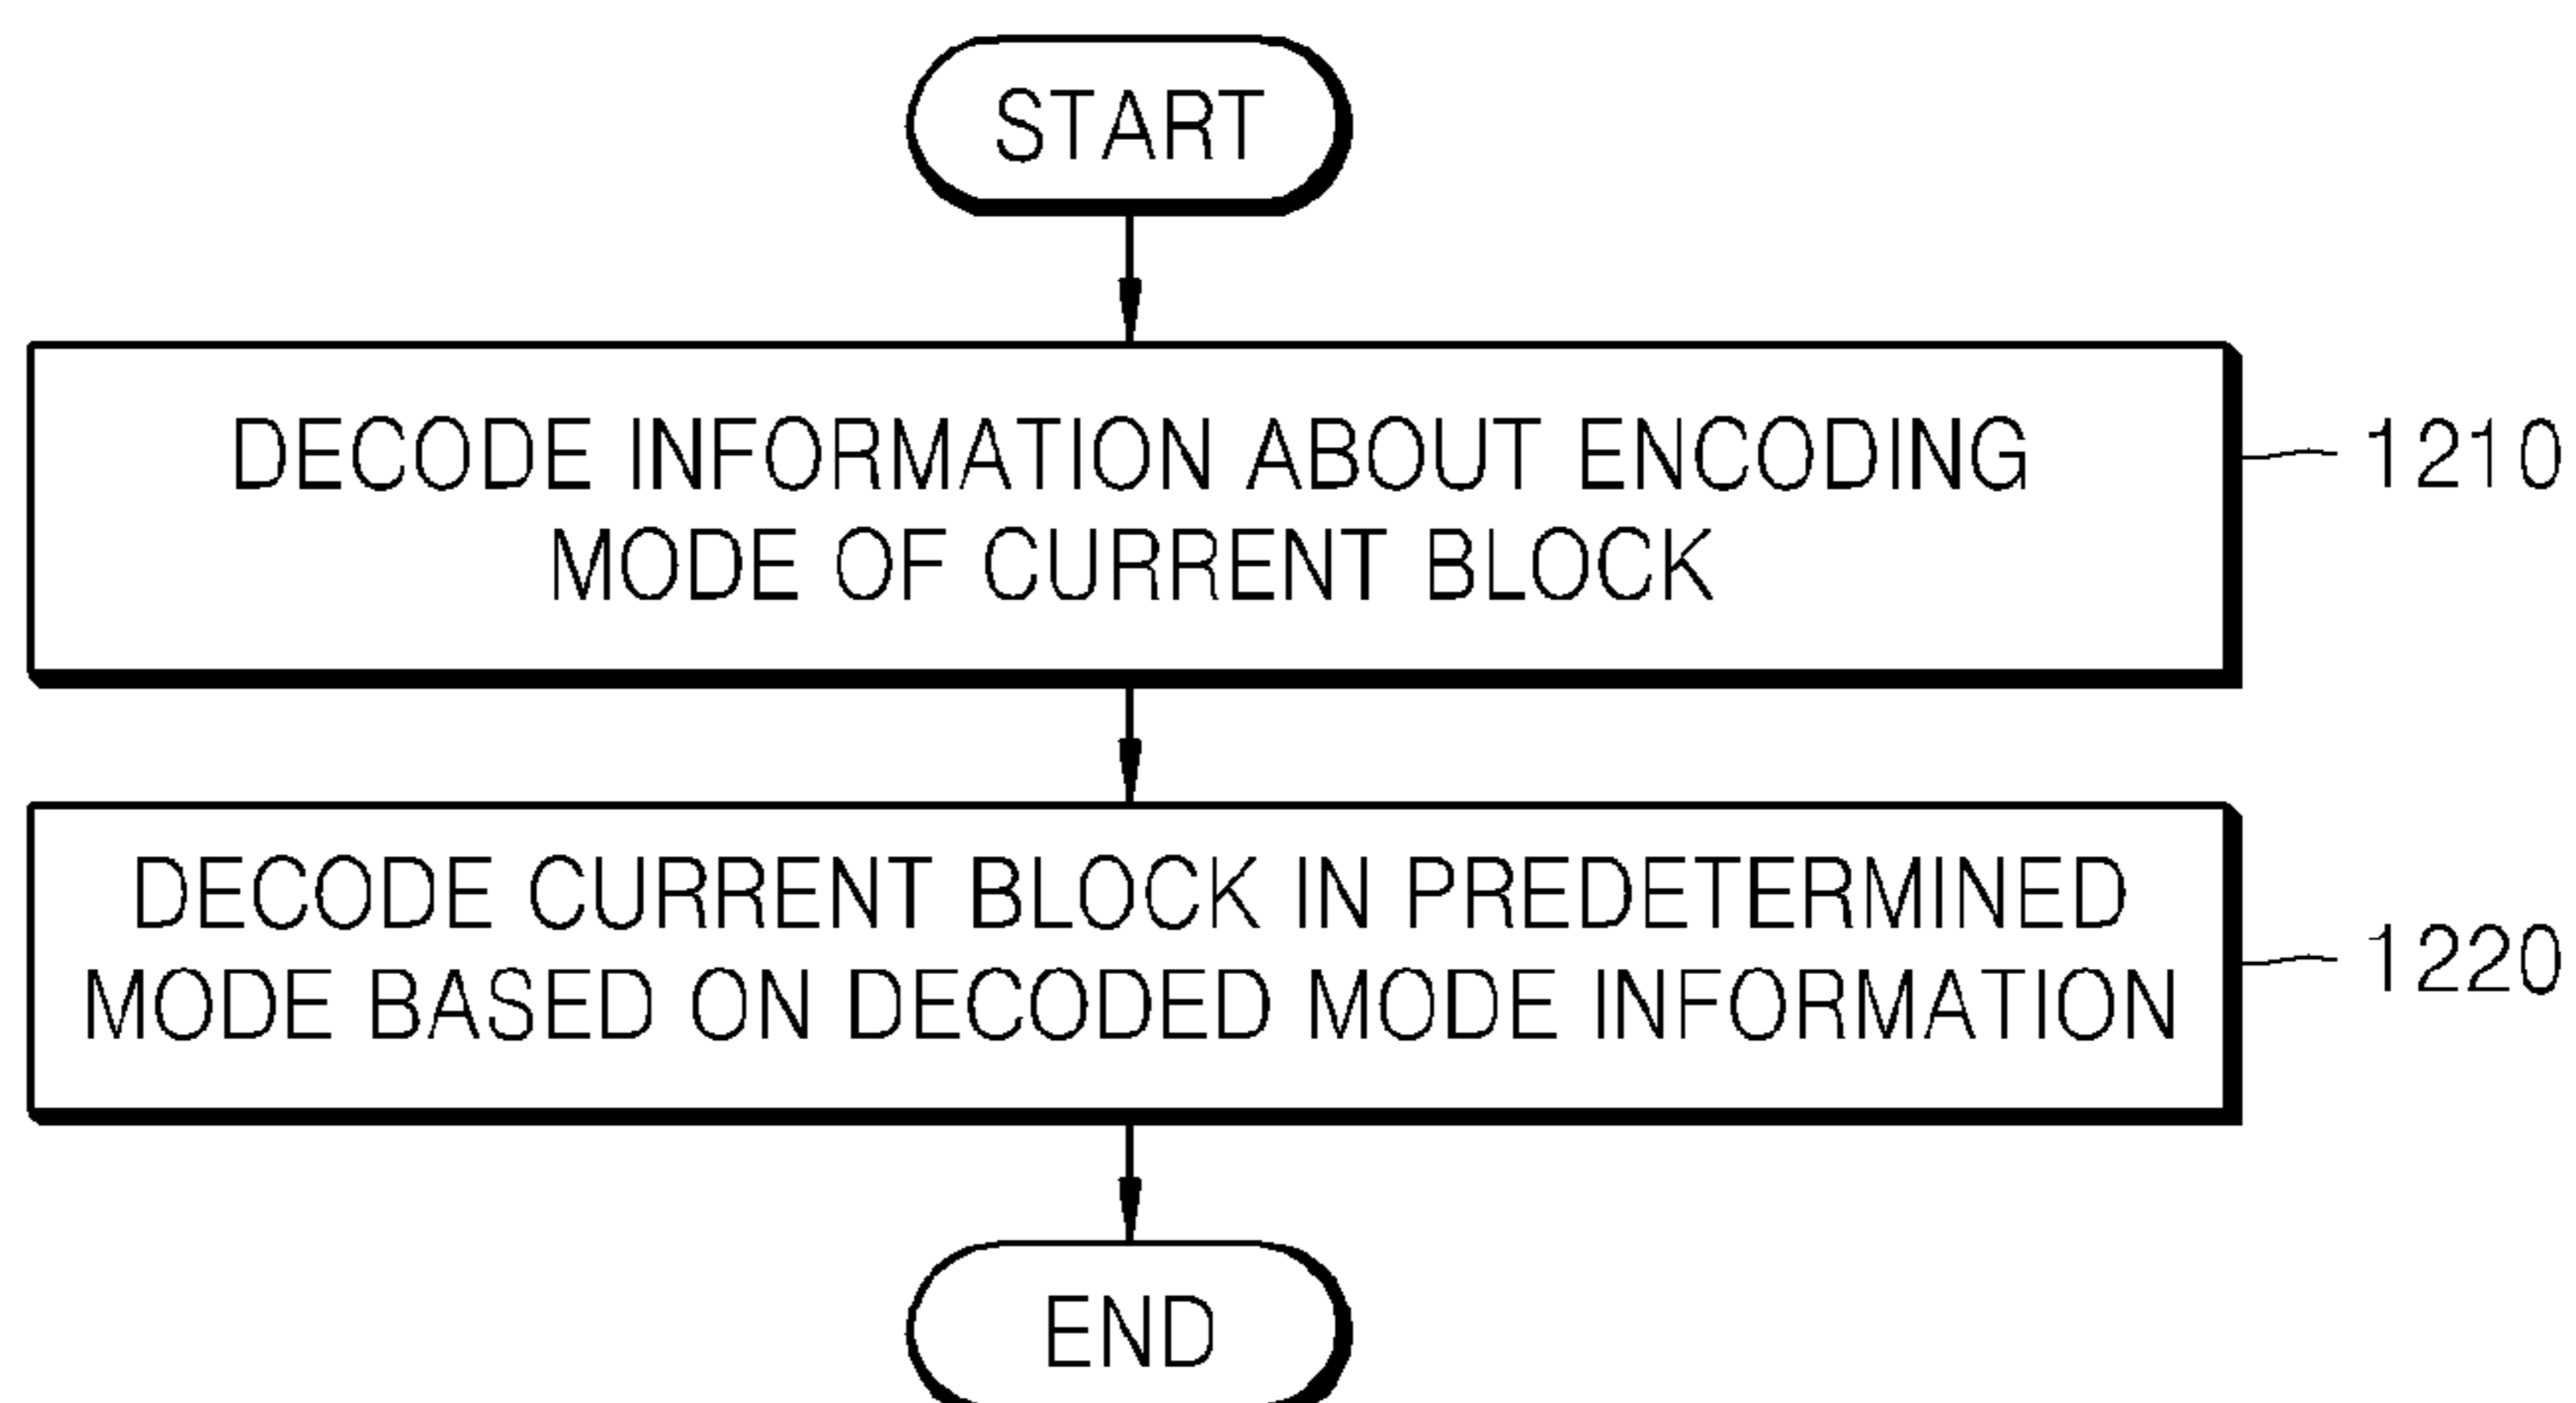 START
DECODE INFORMATION ABOUT ENCODING
MODE OF CURRENT BLOCK
1210
DECODE CURRENT BLOCK IN PREDETERMINED
MODE BASED ON DECODED MODE INFORMATION
1220
END